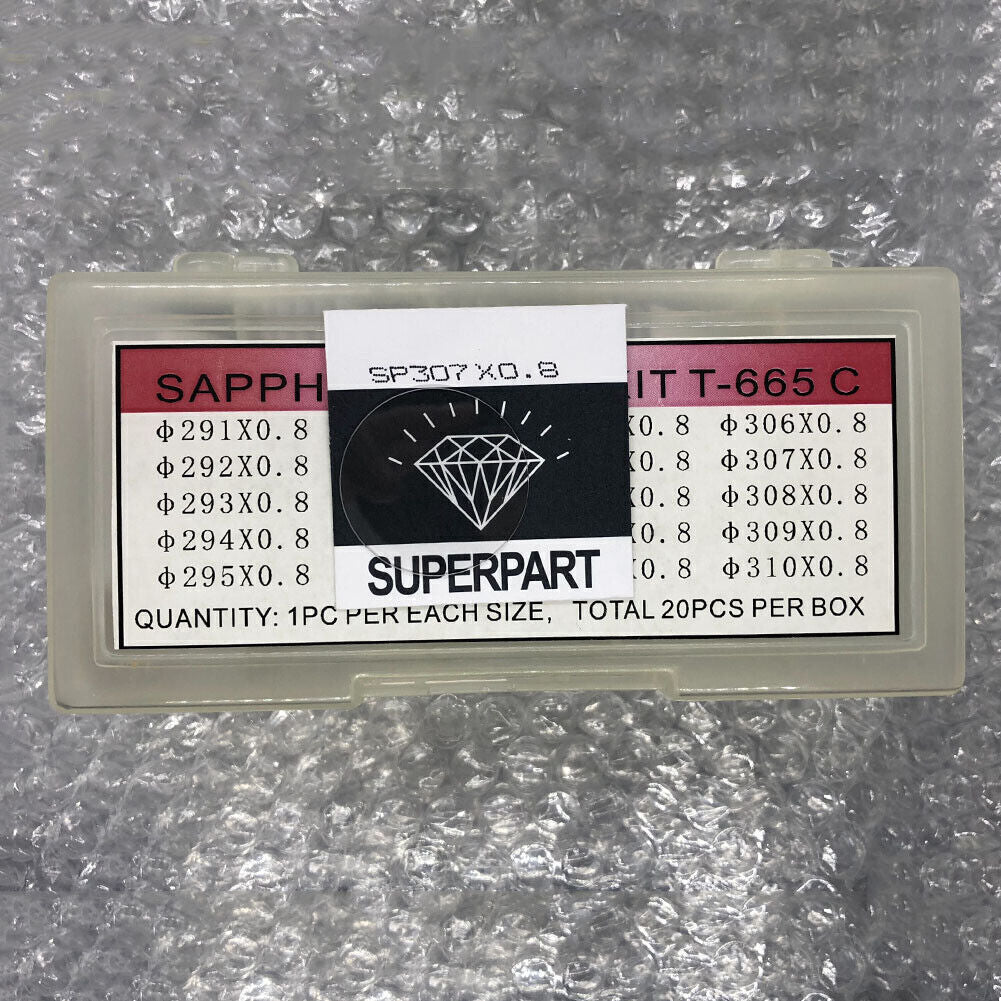 SP307X0.8
SUPERPART
T-665 C
Φ291X0.8
Φ292X0.8
Φ293X0.8
Φ294X0.8
Φ295X0.8
X0.8
X0.8
X0.8
X0.8
X0.8
Φ306X0.8
Φ307X0.8
Φ308X0.8
Φ309X0.8
Φ310X0.8
QUANTITY: 1PC PER EACH SIZE, TOTAL 20PCS PER BOX